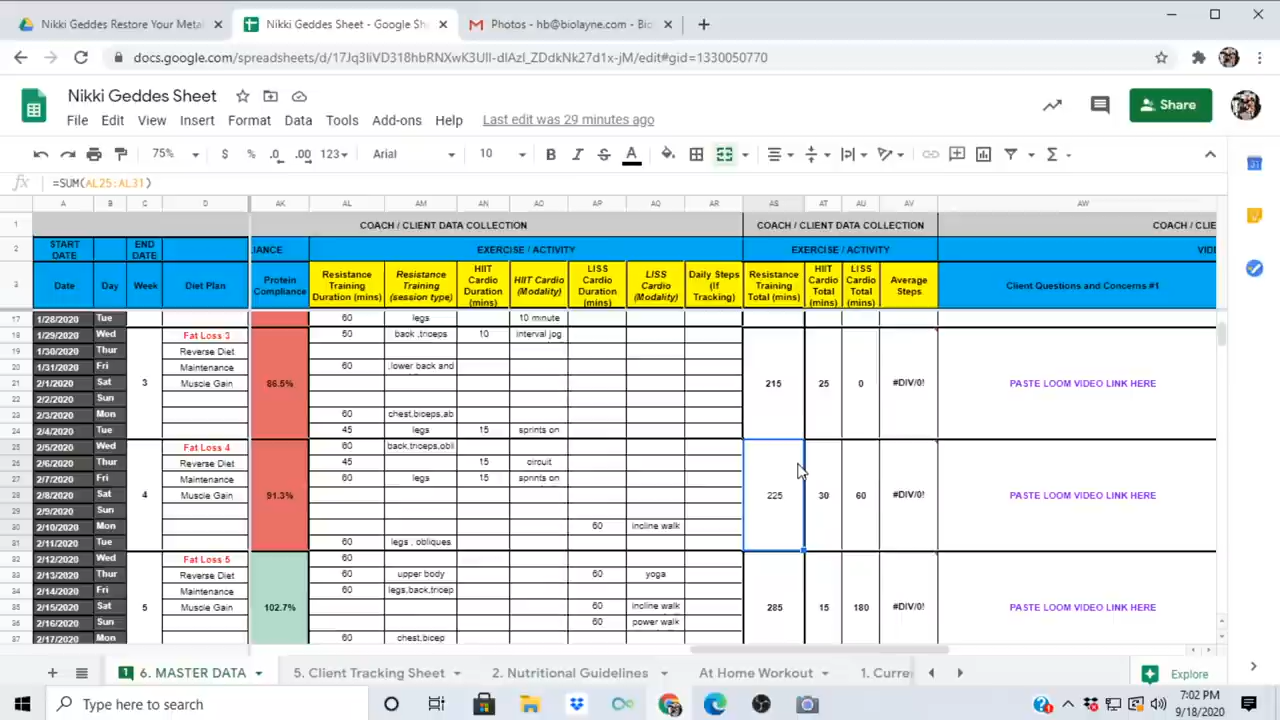 Nikki Geddes Restore Your Metal
Nikki Geddes Sheet - Google She
Photos - hb@biolayne.com - Bio
docs.google.com/spreadsheets/d/17Jq3IiVD318hbRNXwK3UII-dlAzI_ZDdkNk27d1x-jM/edit#gid=1330050770
Nikki Geddes Sheet
File Edit View Insert Format Data Tools Add-ons Help Last edit was 29 minutes ago
Share
75% $ % .0 .00 123 Arial 10 B I S A
fx =SUM(AL25:AL31)
A B C D AK AL AM AN AO AP AQ AR AS AT AU AV AW
1 COACH / CLIENT DATA COLLECTION COACH / CLIENT DATA COLLECTION COACH / CLIE
2 START DATE END DATE IANCE EXERCISE / ACTIVITY EXERCISE / ACTIVITY VIDE
3 Date Day Week Diet Plan Protein Compliance Resistance Training Duration (mins) Resistance Training (session type) HIIT Cardio Duration (mins) HIIT Cardio (Modality) LISS Cardio Duration (mins) LISS Cardio (Modality) Daily Steps (If Tracking) Resistance Training Total (mins) HIIT Cardio Total (mins) LISS Cardio Total (mins) Average Steps Client Questions and Concerns #1
17 1/28/2020 Tue 60 legs 10 minute
18 1/29/2020 Wed Fat Loss 3 50 back ,triceps 10 interval jog
19 1/30/2020 Thur Reverse Diet
20 1/31/2020 Fri Maintenance 60 ,lower back and
21 2/1/2020 Sat 3 Muscle Gain 86.5% 215 25 0 #DIV/0! PASTE LOOM VIDEO LINK HERE
22 2/2/2020 Sun
23 2/3/2020 Mon 60 chest,biceps,ab
24 2/4/2020 Tue 45 legs 15 sprints on
25 2/5/2020 Wed Fat Loss 4 60 back,triceps,obli
26 2/6/2020 Thur Reverse Diet 45 15 circuit
27 2/7/2020 Fri Maintenance 60 legs 15 sprints on
28 2/8/2020 Sat 4 Muscle Gain 91.3% 225 30 60 #DIV/0! PASTE LOOM VIDEO LINK HERE
29 2/9/2020 Sun
30 2/10/2020 Mon 60 incline walk
31 2/11/2020 Tue 60 legs , obliques
32 2/12/2020 Wed Fat Loss 5 60
33 2/13/2020 Thur Reverse Diet 60 upper body 60 yoga
34 2/14/2020 Fri Maintenance 60 legs,back,tricep
35 2/15/2020 Sat 5 Muscle Gain 102.7% 60 incline walk 285 15 180 #DIV/0! PASTE LOOM VIDEO LINK HERE
36 2/16/2020 Sun 60 power walk
37 2/17/2020 Mon 60 chest,bicep
1 6. MASTER DATA 5. Client Tracking Sheet 2. Nutritional Guidelines At Home Workout 1. Curre Explore
Type here to search
7:02 PM
9/18/2020